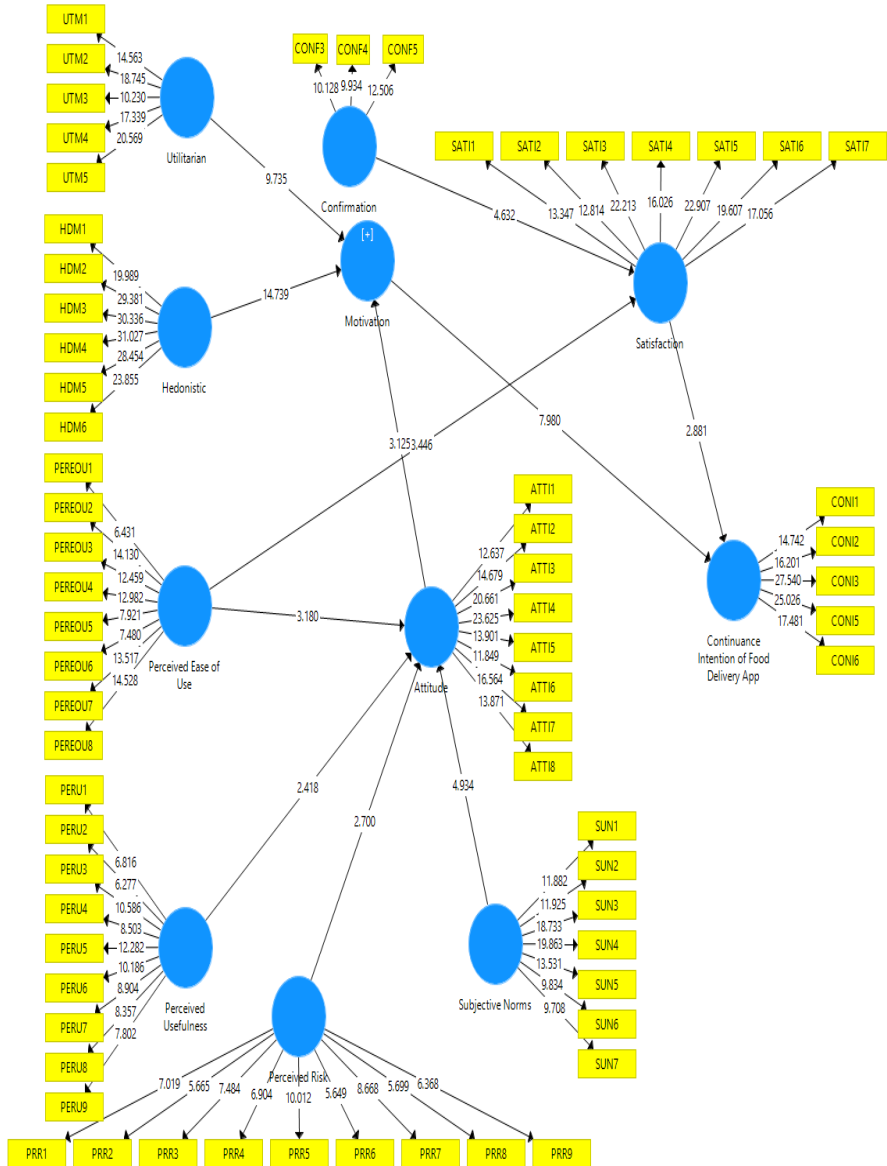 UTM1
UTM2
UTM3
UTM4
UTM5
14.563
18.745
10.230
17.339
20.569
Utilitarian
9.735
CONF3
CONF4
CONF5
10.128
9.934
12.506
Confirmation
4.632
SATI1
SATI2
SATI3
SATI4
SATI5
SATI6
SATI7
13.347
12.814
22.213
16.026
22.907
19.607
17.056
Satisfaction
2.881
HDM1
HDM2
HDM3
HDM4
HDM5
HDM6
19.989
29.381
30.336
31.027
28.454
23.855
Hedonistic
14.739
[+]
Motivation
7.980
3.125
3.446
PEREOU1
PEREOU2
PEREOU3
PEREOU4
PEREOU5
PEREOU6
PEREOU7
PEREOU8
6.431
14.130
12.459
12.982
7.921
7.480
13.517
14.528
Perceived Ease of
Use
3.180
ATTI1
ATTI2
ATTI3
ATTI4
ATTI5
ATTI6
ATTI7
ATTI8
12.637
14.679
20.661
23.625
13.901
11.849
16.564
13.871
Attitude
CONI1
CONI2
CONI3
CONI5
CONI6
14.742
16.201
27.540
25.026
17.481
Continuance
Intention of Food
Delivery App
PERU1
PERU2
PERU3
PERU4
PERU5
PERU6
PERU7
PERU8
PERU9
6.816
6.277
10.586
8.503
12.282
10.186
8.904
8.357
7.802
Perceived
Usefulness
2.418
2.700
4.934
SUN1
SUN2
SUN3
SUN4
SUN5
SUN6
SUN7
11.882
11.925
18.733
19.863
13.531
9.834
9.708
Subjective Norms
Perceived Risk
7.019
5.665
7.484
6.904
10.012
5.649
8.668
5.699
6.368
PRR1
PRR2
PRR3
PRR4
PRR5
PRR6
PRR7
PRR8
PRR9